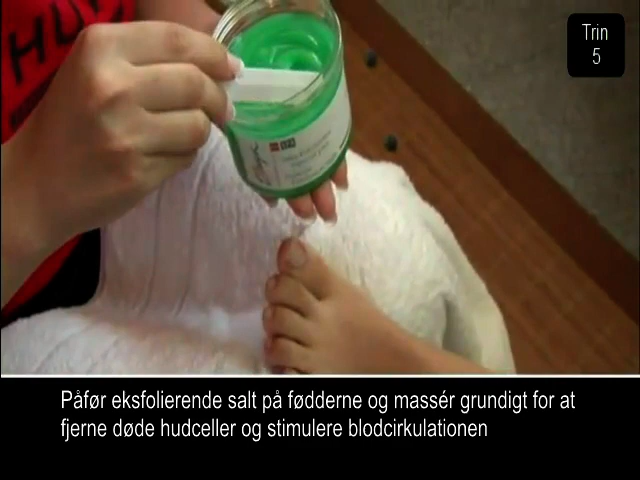 Trin
5
Påfør eksfolierende salt på fødderne og massér grundigt for at
fjerne døde hudceller og stimulere blodcirkulationen